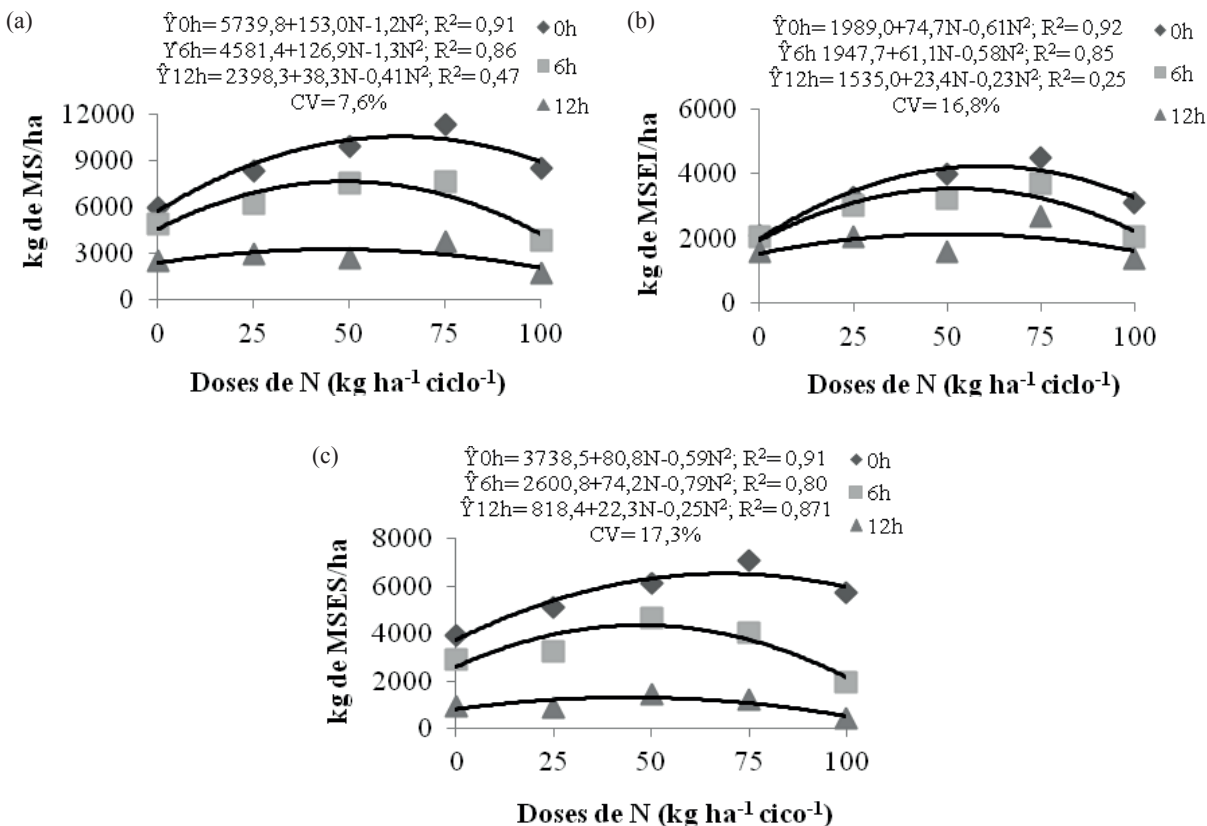 (a)
Ŷ0h= 5739,8+153,0N-1,2N²; R²= 0,91
Y6h= 4581,4+126,9N-1,3N²; R²= 0,86
Ŷ12h= 2398,3+38,3N-0,41N²; R²= 0,47
CV= 7,6%
0h
6h
12h
kg de MS/ha
12000
9000
6000
3000
0
0 25 50 75 100
Doses de N (kg ha⁻¹ ciclo⁻¹)
(b)
Ŷ0h= 1989,0+74,7N-0,61N²; R²= 0,92
Ŷ6h 1947,7+61,1N-0,58N²; R²= 0,85
Ŷ12h= 1535,0+23,4N-0,23N²; R²= 0,25
CV= 16,8%
0h
6h
12h
kg de MSEI/ha
6000
4000
2000
0
0 25 50 75 100
Doses de N (kg ha⁻¹ ciclo⁻¹)
(c)
Ŷ0h= 3738,5+80,8N-0,59N²; R²= 0,91
Ŷ6h= 2600,8+74,2N-0,79N²; R²= 0,80
Ŷ12h= 818,4+22,3N-0,25N²; R²= 0,871
CV= 17,3%
0h
6h
12h
kg de MSES/ha
8000
6000
4000
2000
0
0 25 50 75 100
Doses de N (kg ha⁻¹ cico⁻¹)